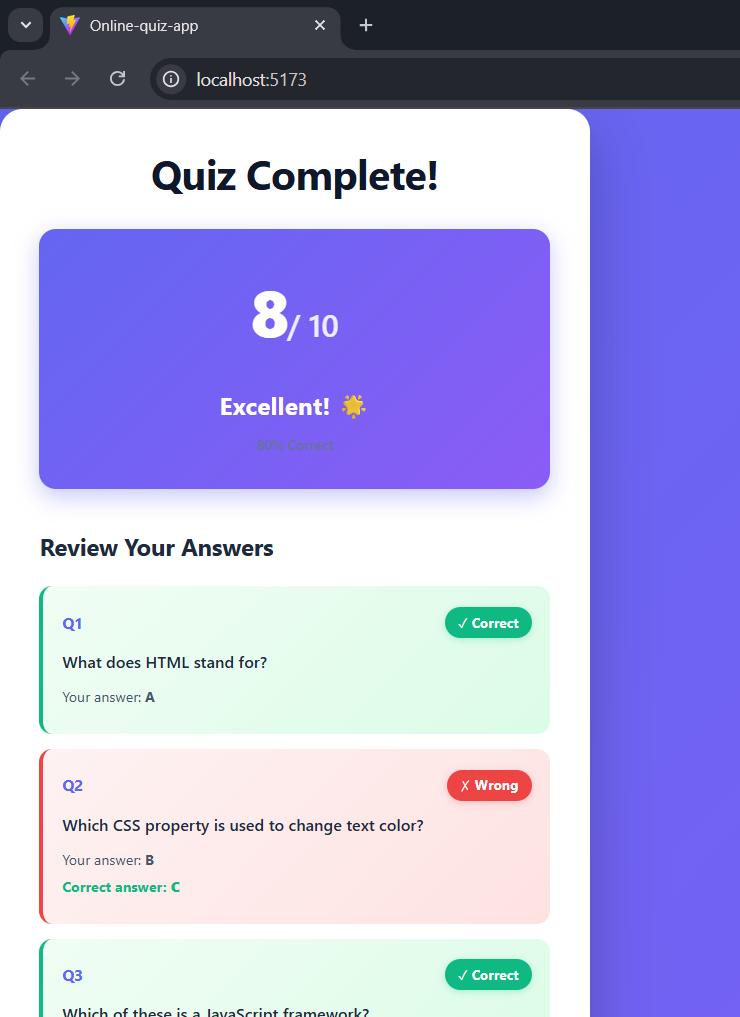 Online-quiz-app
localhost:5173
Quiz Complete!
8/ 10
Excellent! 🌟
80% Correct
Review Your Answers
Q1
✓ Correct
What does HTML stand for?
Your answer: A
Q2
✗ Wrong
Which CSS property is used to change text color?
Your answer: B
Correct answer: C
Q3
✓ Correct
Which of these is a JavaScript framework?